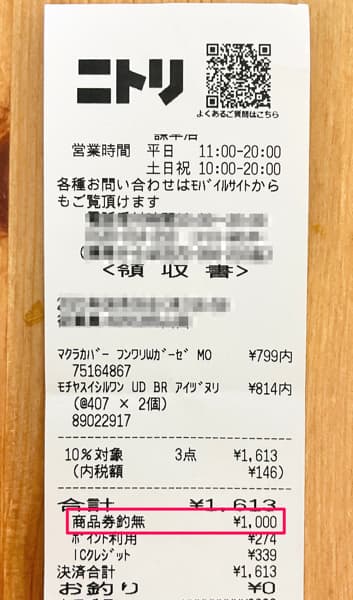 ニトリ
よくあるご質問はこちら
営業時間 平日 11:00-20:00
土日祝 10:00-20:00
各種お問い合わせはモバイルサイトから
もご覧頂けます
<領収書>
マクラカバー フンワリWガーゼ MO ¥799内
75164867
モチヤスイシルワン UD BR アイヅヌリ ¥814内
(@407 × 2個)
89022917
10%対象 3点 ¥1,613
(内税額 ¥146)
合計 ¥1,613
商品券釣無 ¥1,000
ポイント利用 ¥274
ICクレジット ¥339
決済合計 ¥1,613
お釣り ¥0